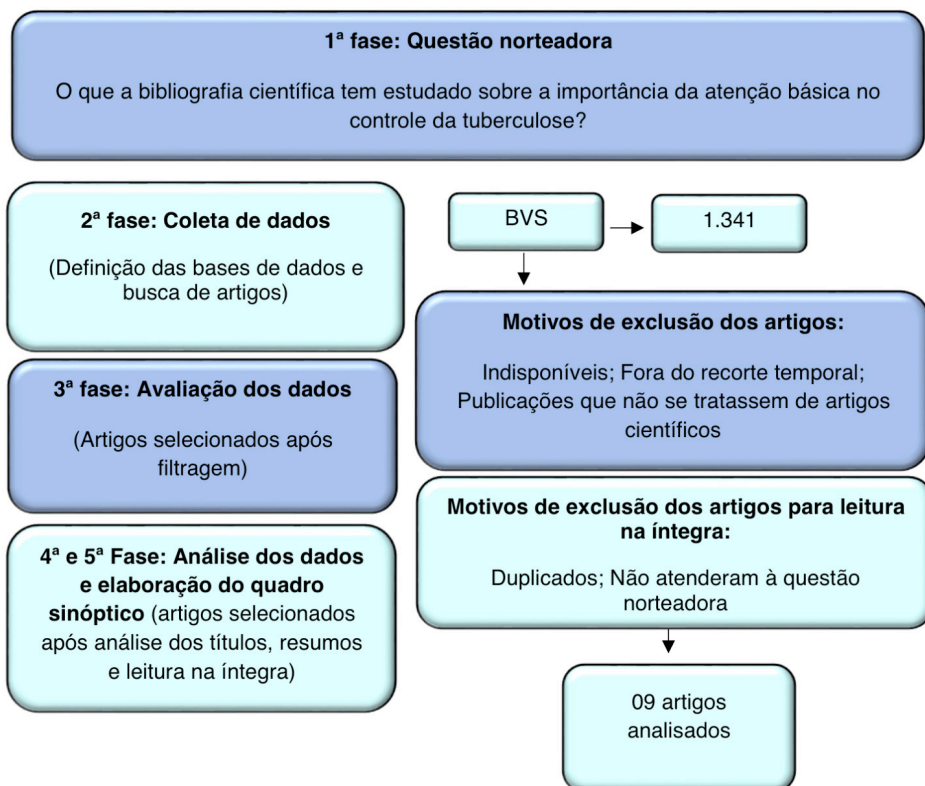 1ª fase: Questão norteadora
O que a bibliografia científica tem estudado sobre a importância da atenção básica no
controle da tuberculose?
2ª fase: Coleta de dados
(Definição das bases de dados e
busca de artigos)
BVS
1.341
Motivos de exclusão dos artigos:
Indisponíveis; Fora do recorte temporal;
Publicações que não se tratassem de artigos
científicos
3ª fase: Avaliação dos dados
(Artigos selecionados após
filtragem)
Motivos de exclusão dos artigos para leitura
na íntegra:
Duplicados; Não atenderam à questão
norteadora
4ª e 5ª Fase: Análise dos dados
e elaboração do quadro
sinóptico (artigos selecionados
após análise dos títulos, resumos
e leitura na íntegra)
09 artigos
analisados